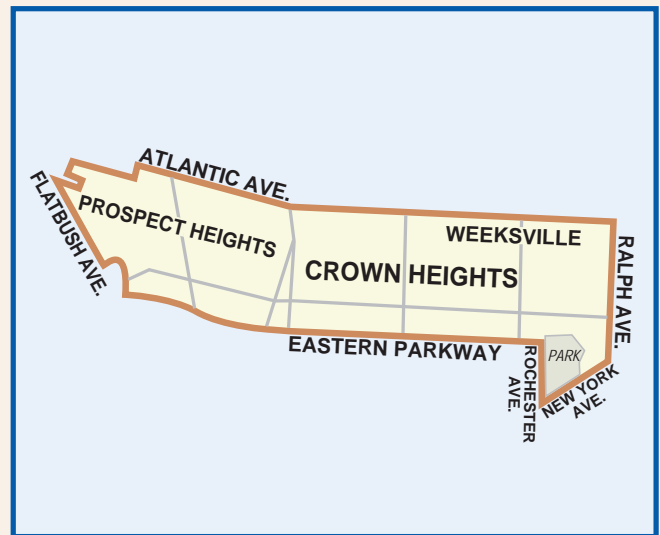 ATLANTIC AVE.
FLATBUSH AVE.
PROSPECT HEIGHTS
WEEKSVILLE
CROWN HEIGHTS
RALPH AVE.
EASTERN PARKWAY
PARK
ROCHESTER
AVE.
NEW YORK
AVE.